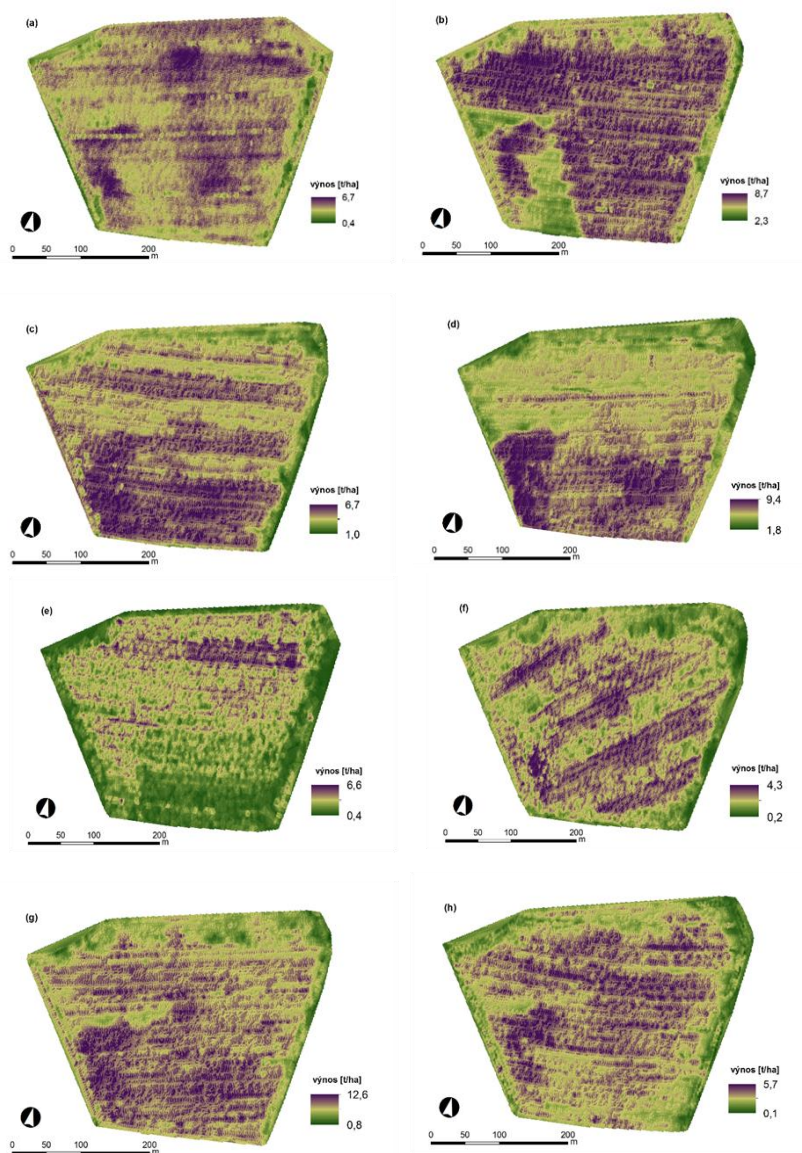 (a)
výnos [t/ha]
6,7
0,4
0 50 100 200
m
(b)
výnos [t/ha]
8,7
2,3
0 50 100 200
m
(c)
výnos [t/ha]
6,7
1,0
0 50 100 200
m
(d)
výnos [t/ha]
9,4
1,8
0 50 100 200
m
(e)
výnos [t/ha]
6,6
0,4
0 50 100 200
m
(f)
výnos [t/ha]
4,3
0,2
0 50 100 200
m
(g)
výnos [t/ha]
12,6
0,8
0 50 100 200
m
(h)
výnos [t/ha]
5,7
0,1
0 50 100 200
m